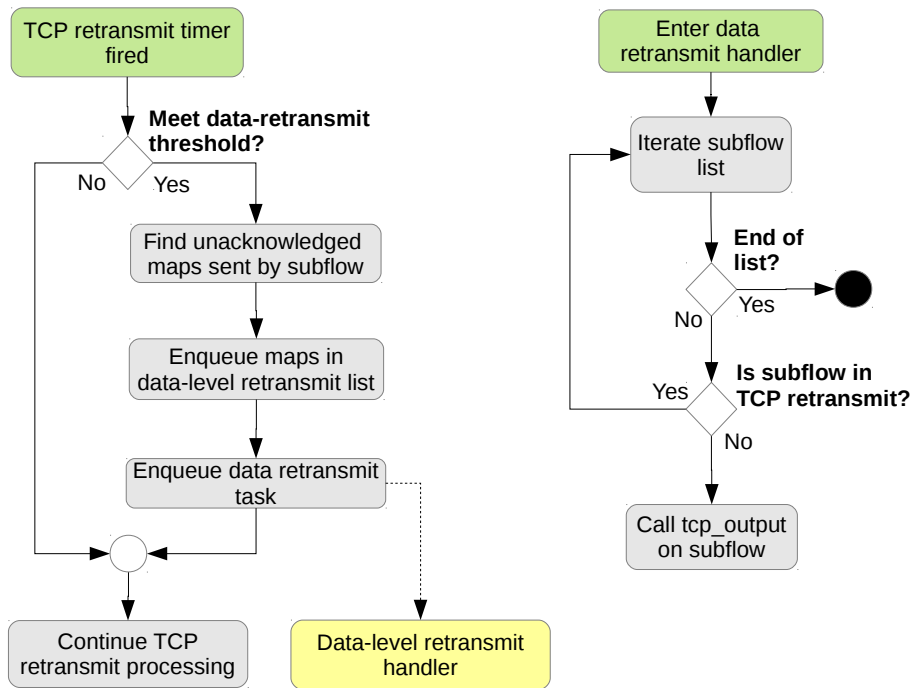 TCP retransmit timer
fired
Meet data-retransmit
threshold?
No
Yes
Find unacknowledged
maps sent by subflow
Enqueue maps in
data-level retransmit list
Enqueue data retransmit
task
Continue TCP
retransmit processing
Data-level retransmit
handler
Enter data
retransmit handler
Iterate subflow
list
End of
list?
Yes
No
Is subflow in
TCP retransmit?
Yes
No
Call tcp_output
on subflow